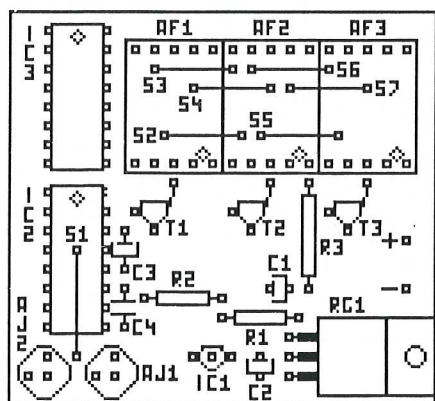 AF1 AF2 AF3
IC3
S3 S6
S4 S7
S2 S5
IC2
T1 T2 T3
S1
R3
+
C3
R2 C1
-
AJ2
C4
RG1
R1
AJ1 IC1
C2